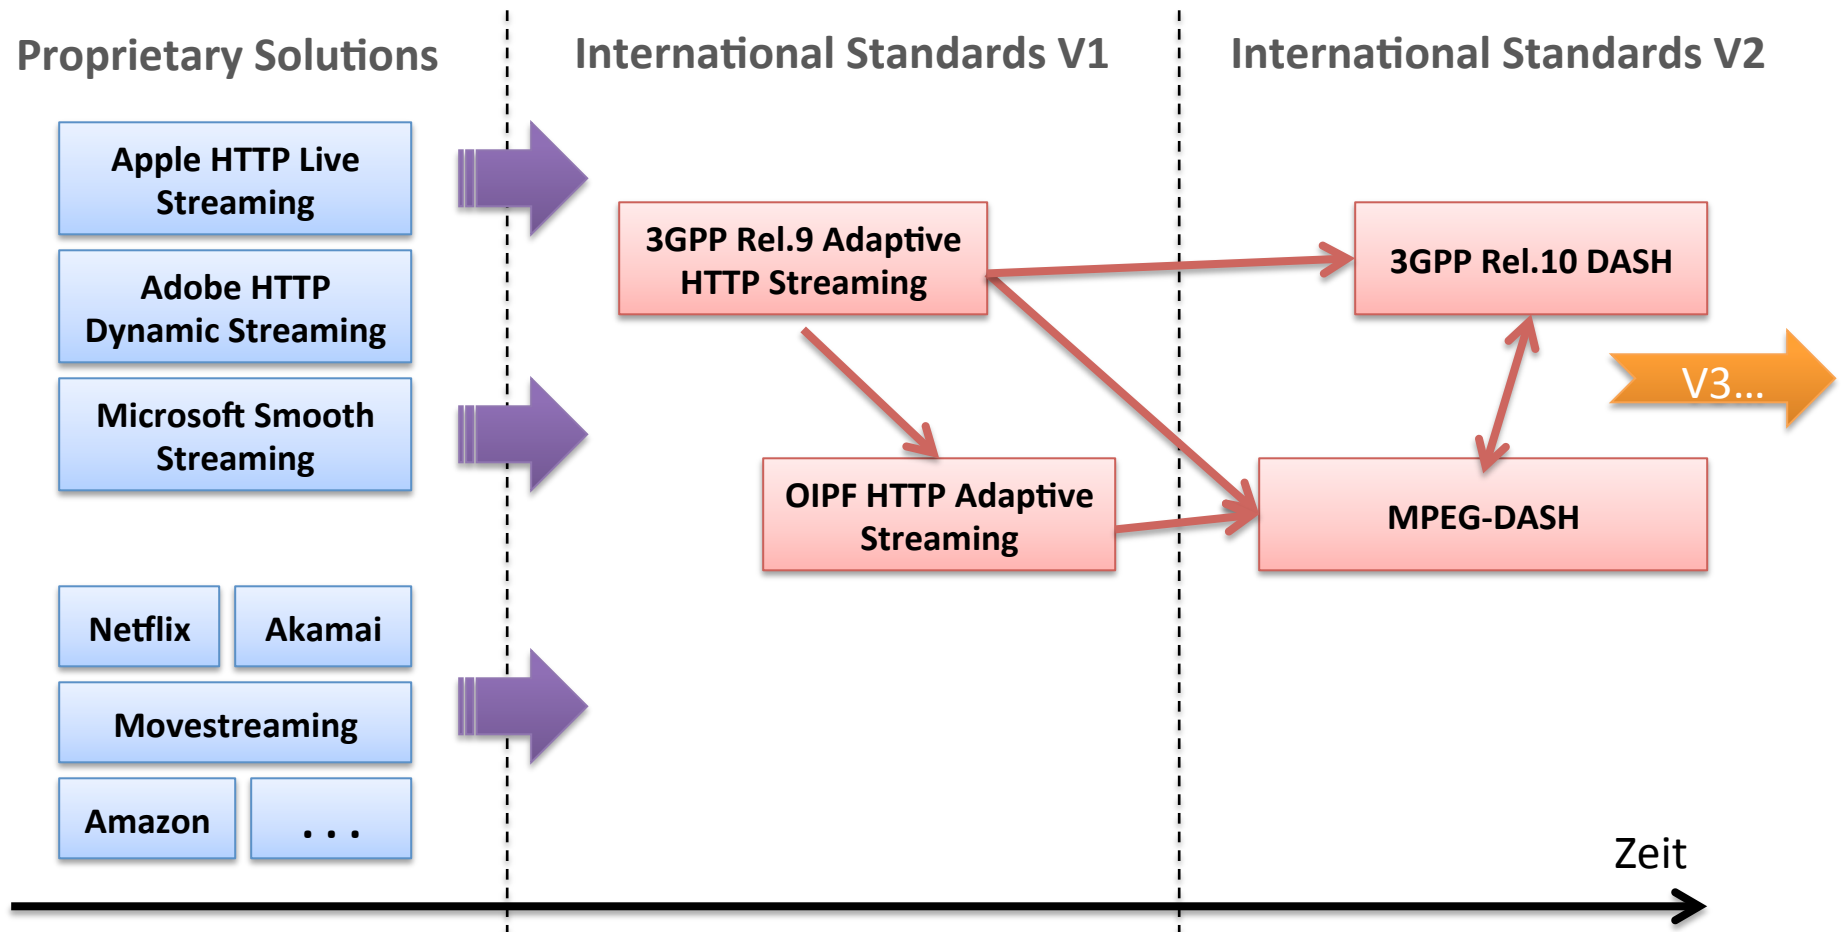 Proprietary Solutions
International Standards V1
International Standards V2
Apple HTTP Live
Streaming
Adobe HTTP
Dynamic Streaming
Microsoft Smooth
Streaming
Netflix
Akamai
Movestreaming
Amazon
. . .
3GPP Rel.9 Adaptive
HTTP Streaming
OIPF HTTP Adaptive
Streaming
3GPP Rel.10 DASH
MPEG-DASH
V3...
Zeit